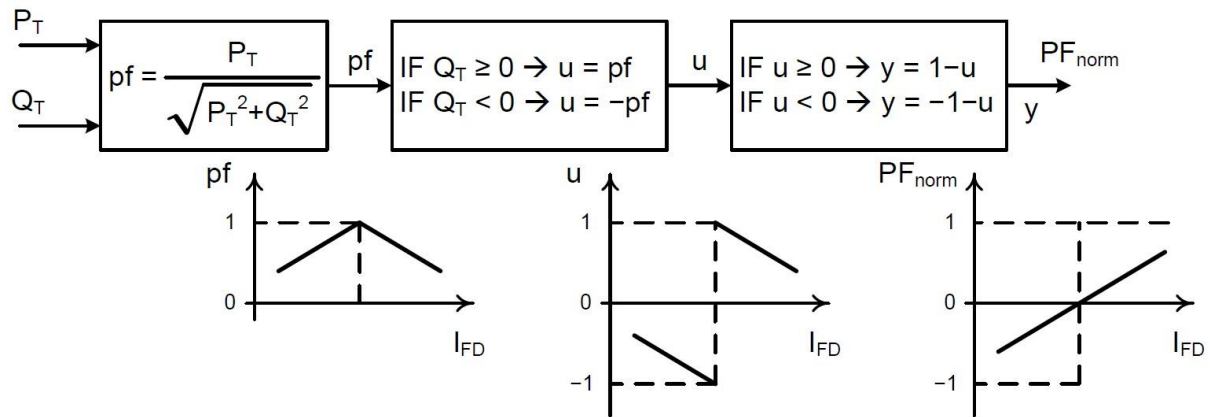 P_T
Q_T
pf = P_T / √(P_T² + Q_T²)
pf
IF Q_T ≥ 0 → u = pf
IF Q_T < 0 → u = −pf
u
IF u ≥ 0 → y = 1−u
IF u < 0 → y = −1−u
PF_norm
y
pf
1
0
I_FD
u
1
0
−1
I_FD
PF_norm
1
0
−1
I_FD